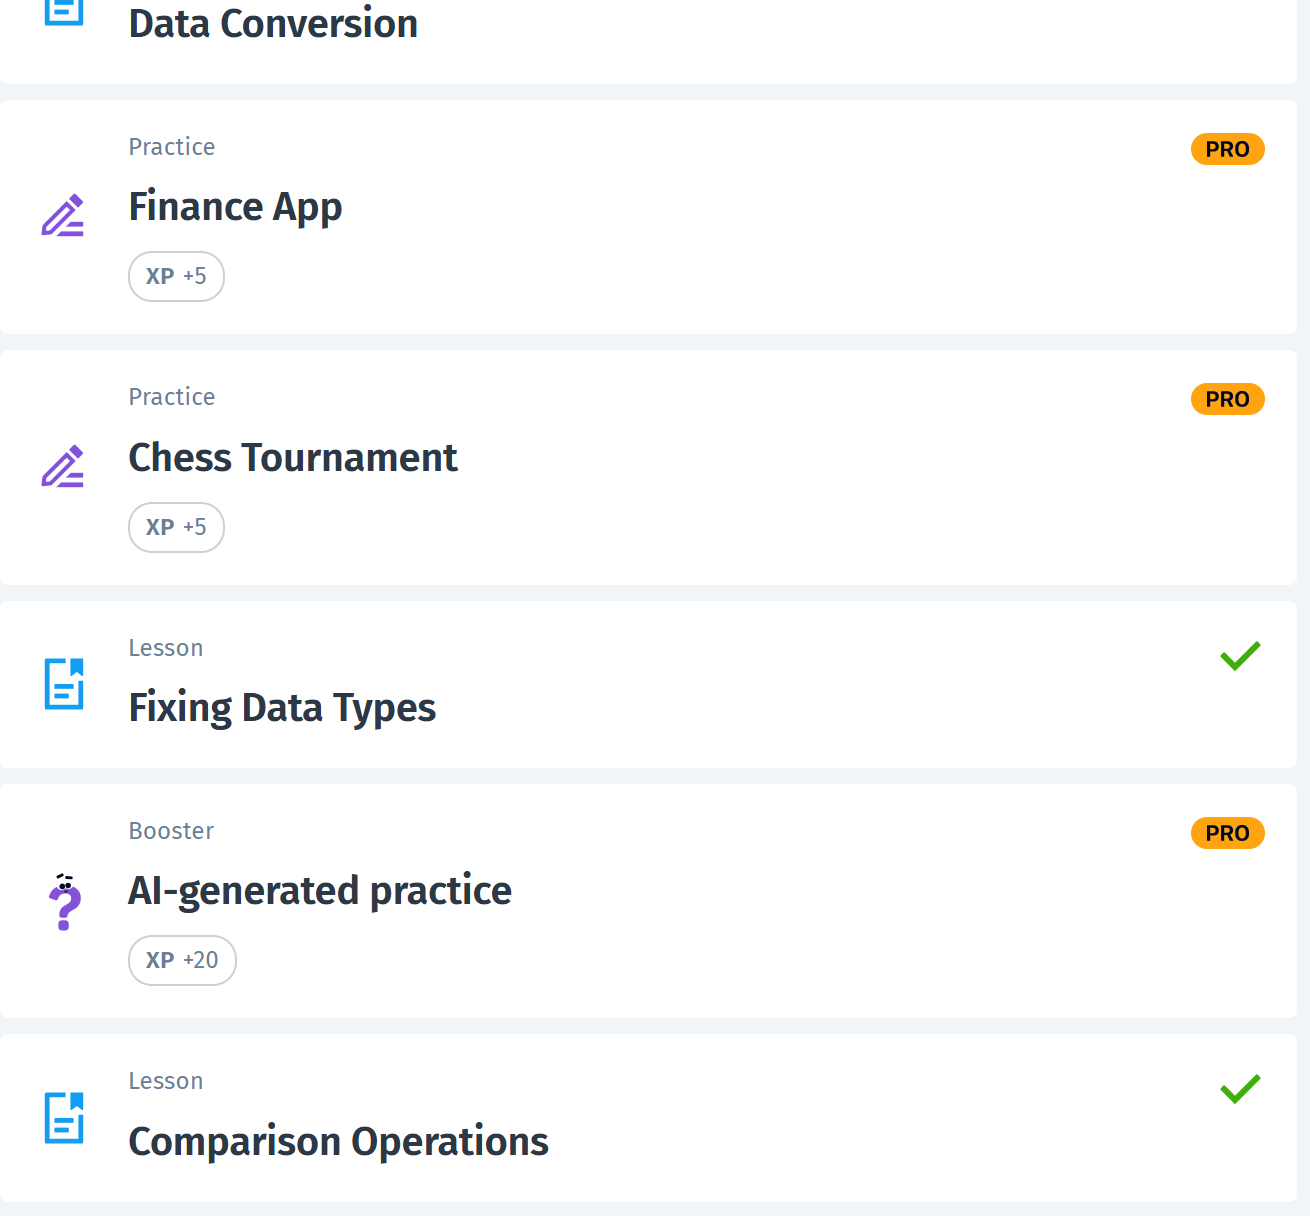 Data Conversion
Practice
PRO
Finance App
XP +5
Practice
PRO
Chess Tournament
XP +5
Lesson
Fixing Data Types
Booster
PRO
AI-generated practice
XP +20
Lesson
Comparison Operations